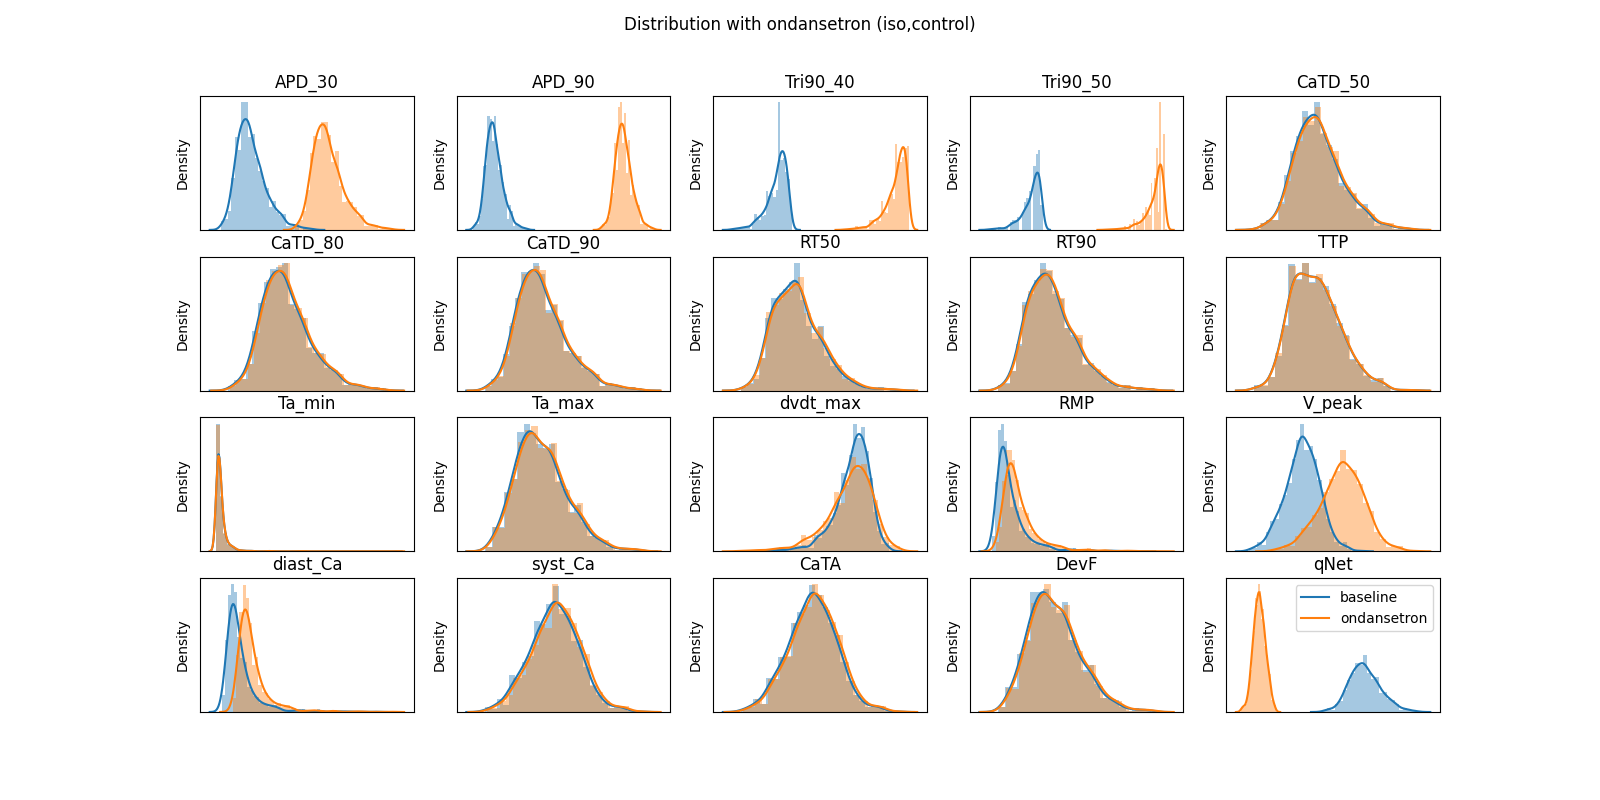 Distribution with ondansetron (iso,control)
APD_30
APD_90
Tri90_40
Tri90_50
CaTD_50
Density
Density
Density
Density
Density
CaTD_80
CaTD_90
RT50
RT90
TTP
Density
Density
Density
Density
Density
Ta_min
Ta_max
dvdt_max
RMP
V_peak
Density
Density
Density
Density
Density
diast_Ca
syst_Ca
CaTA
DevF
qNet
Density
Density
Density
Density
Density
baseline
ondansetron